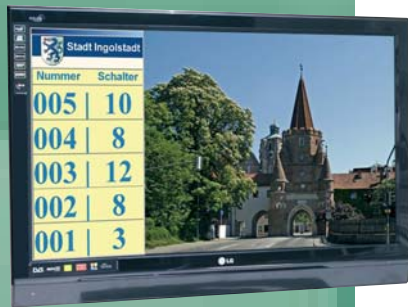 Stadt Ingolstadt
Nummer Schalter
005 | 10
004 | 8
003 | 12
002 | 8
001 | 3
LG